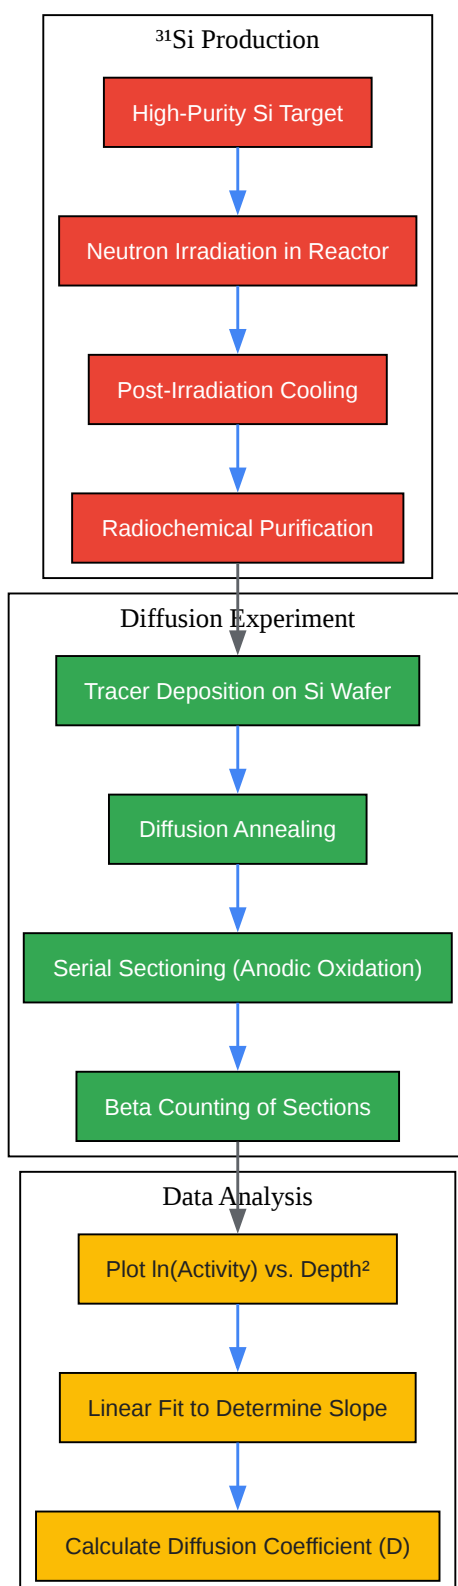 ³¹Si Production
High-Purity Si Target
Neutron Irradiation in Reactor
Post-Irradiation Cooling
Radiochemical Purification
Diffusion Experiment
Tracer Deposition on Si Wafer
Diffusion Annealing
Serial Sectioning (Anodic Oxidation)
Beta Counting of Sections
Data Analysis
Plot ln(Activity) vs. Depth²
Linear Fit to Determine Slope
Calculate Diffusion Coefficient (D)